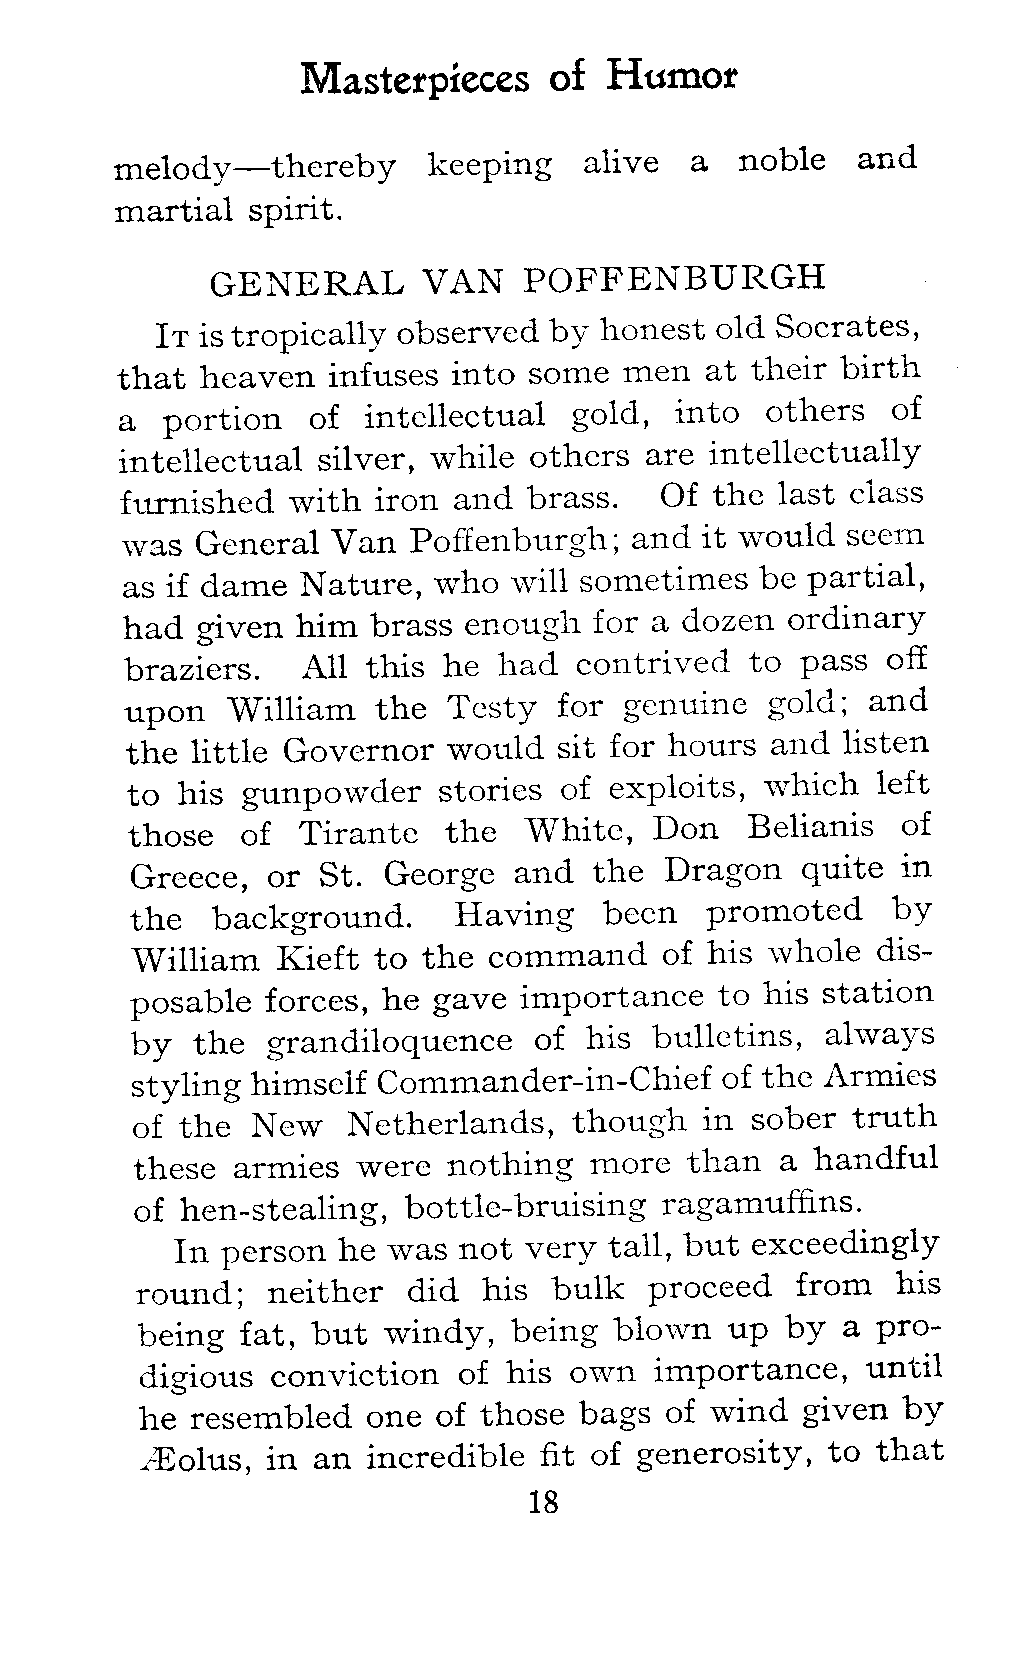 Masterpieces of Humor
melody—thereby keeping alive a noble and
martial spirit.
GENERAL VAN POFFENBURGH
IT is tropically observed by honest old Socrates,
that heaven infuses into some men at their birth
a portion of intellectual gold, into others of
intellectual silver, while others are intellectually
furnished with iron and brass. Of the last class
was General Van Poffenburgh; and it would seem
as if dame Nature, who will sometimes be partial,
had given him brass enough for a dozen ordinary
braziers. All this he had contrived to pass off
upon William the Testy for genuine gold; and
the little Governor would sit for hours and listen
to his gunpowder stories of exploits, which left
those of Tirante the White, Don Belianis of
Greece, or St. George and the Dragon quite in
the background. Having been promoted by
William Kieft to the command of his whole dis-
posable forces, he gave importance to his station
by the grandiloquence of his bulletins, always
styling himself Commander-in-Chief of the Armies
of the New Netherlands, though in sober truth
these armies were nothing more than a handful
of hen-stealing, bottle-bruising ragamuffins.
In person he was not very tall, but exceedingly
round; neither did his bulk proceed from his
being fat, but windy, being blown up by a pro-
digious conviction of his own importance, until
he resembled one of those bags of wind given by
Æolus, in an incredible fit of generosity, to that
18